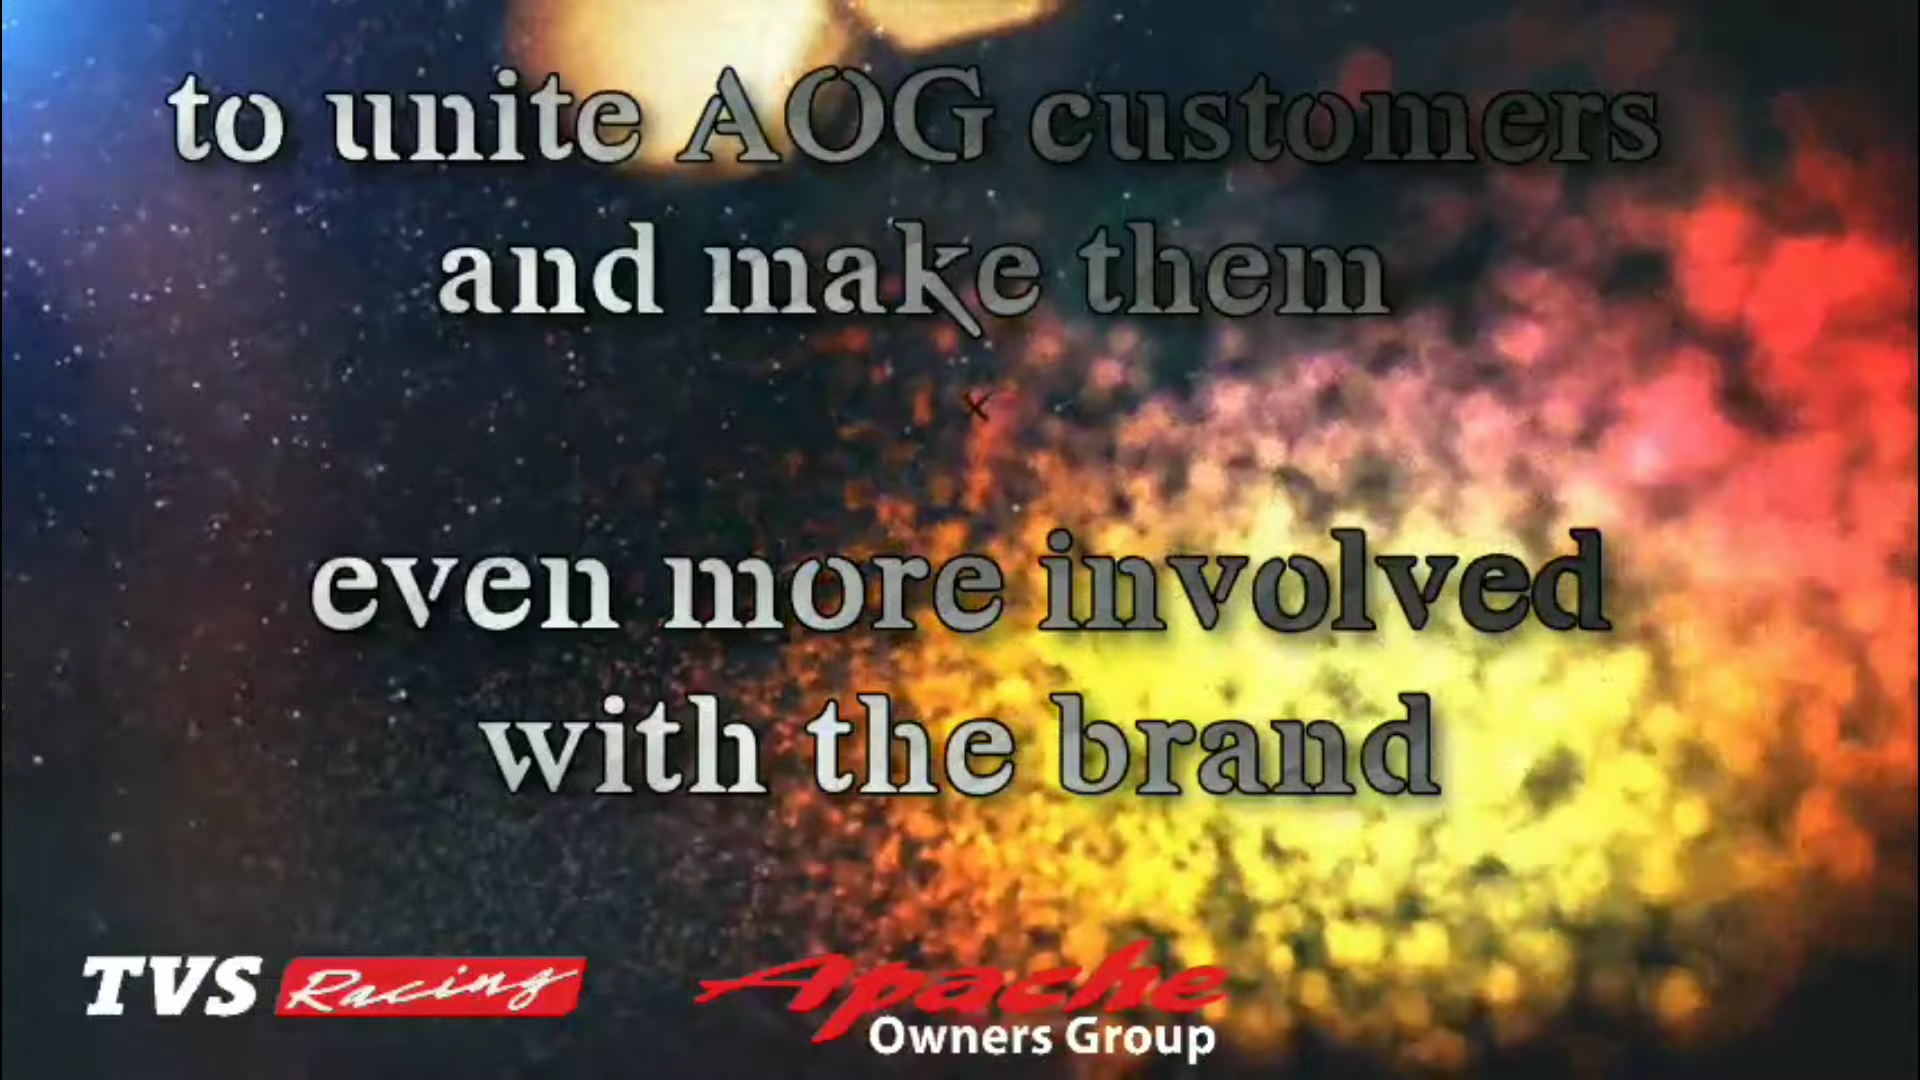 to unite AOG customers
and make them
even more involved
with the brand
TVS Racing
Apache
Owners Group